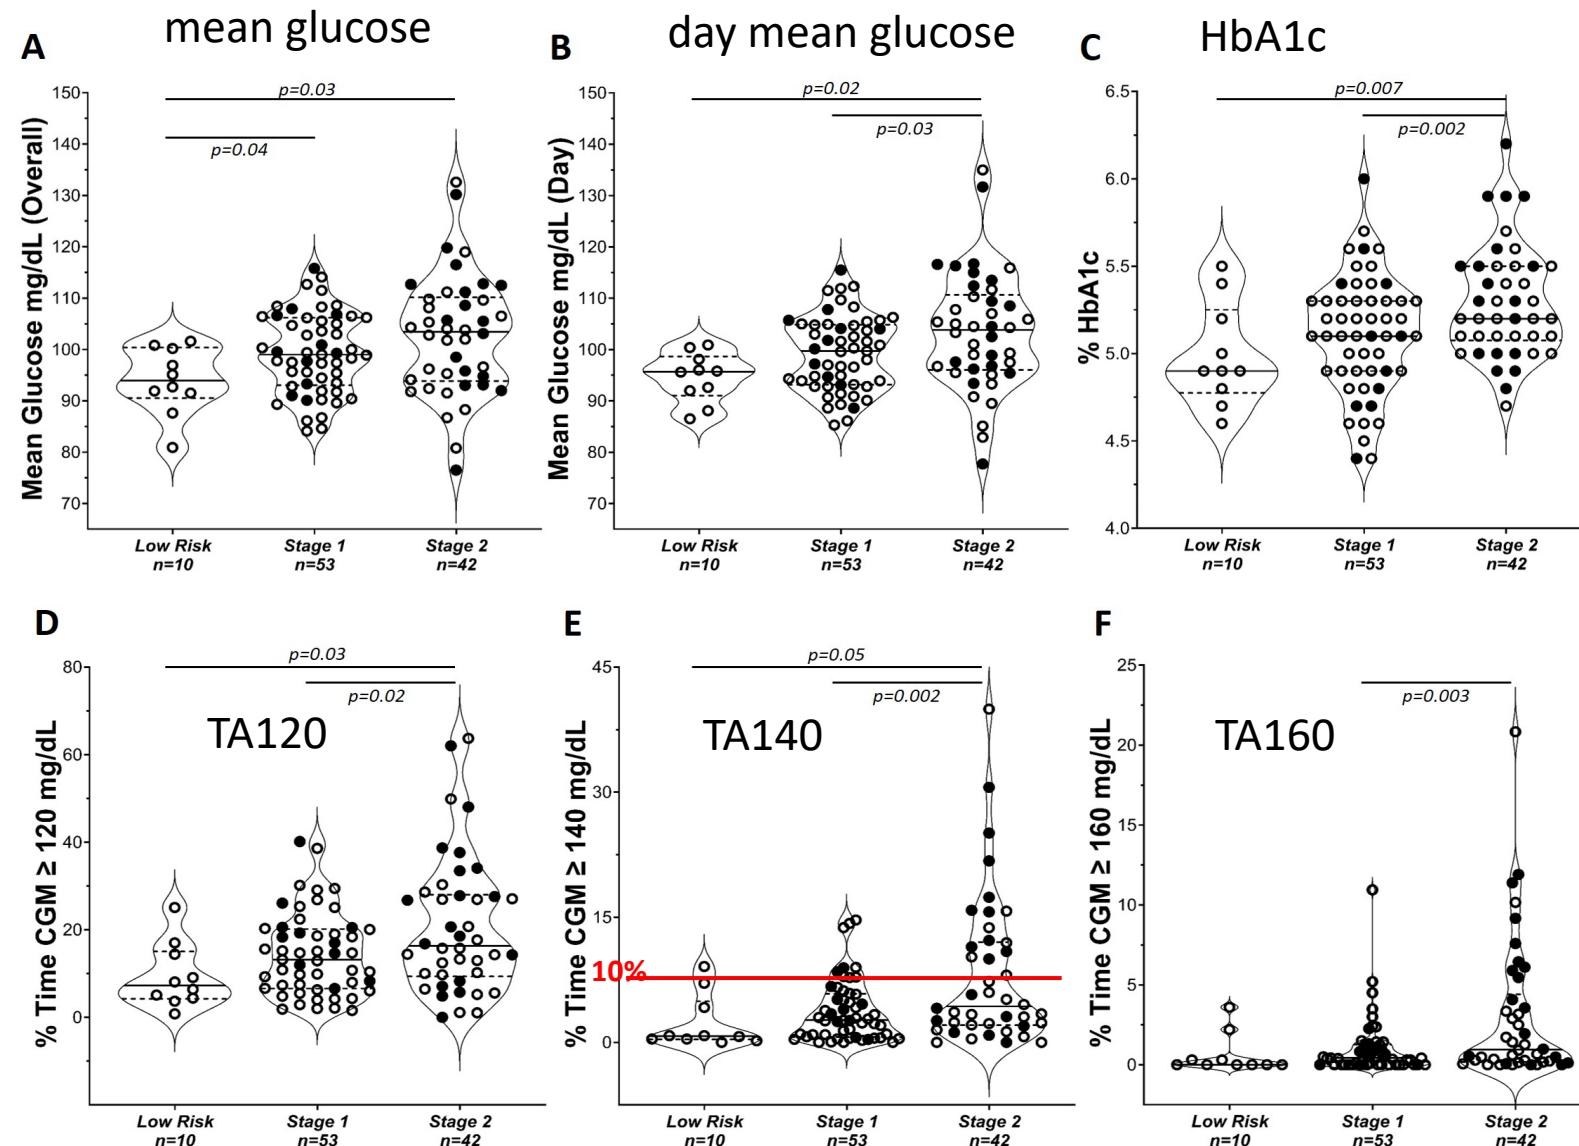 mean glucose
day mean glucose
HbA1c
A
B
C
p=0.03
p=0.04
Mean Glucose mg/dL (Overall)
150
140
130
120
110
100
90
80
70
Low Risk
n=10
Stage 1
n=53
Stage 2
n=42
p=0.02
p=0.03
Mean Glucose mg/dL (Day)
150
140
130
120
110
100
90
80
70
Low Risk
n=10
Stage 1
n=53
Stage 2
n=42
p=0.007
p=0.002
% HbA1c
6.5
6.0
5.5
5.0
4.5
4.0
Low Risk
n=10
Stage 1
n=53
Stage 2
n=42
D
E
F
p=0.03
p=0.02
TA120
% Time CGM ≥ 120 mg/dL
80
60
40
20
0
Low Risk
n=10
Stage 1
n=53
Stage 2
n=42
p=0.05
p=0.002
TA140
% Time CGM ≥ 140 mg/dL
45
30
15
10%
0
Low Risk
n=10
Stage 1
n=53
Stage 2
n=42
p=0.003
TA160
% Time CGM ≥ 160 mg/dL
25
20
15
10
5
0
Low Risk
n=10
Stage 1
n=53
Stage 2
n=42